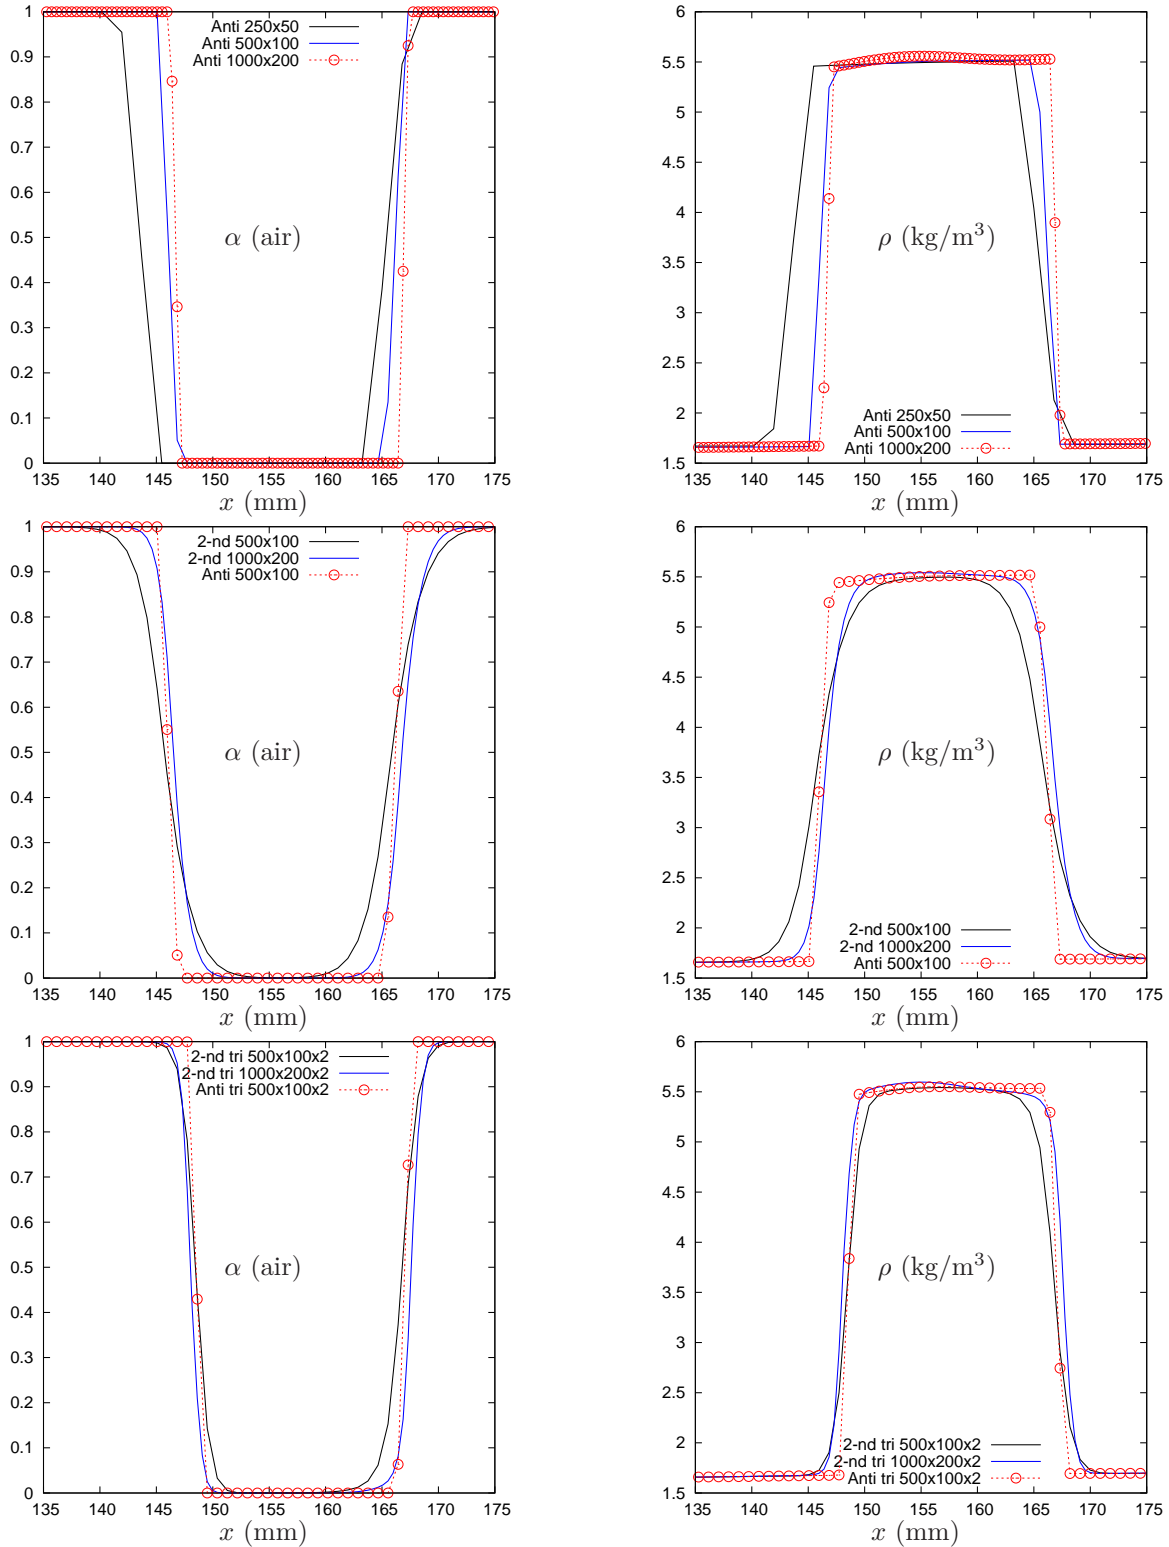 1
0.9
0.8
0.7
0.6
0.5
0.4
0.3
0.2
0.1
0
135 140 145 150 155 160 165 170 175
Anti 250x50
Anti 500x100
Anti 1000x200
α (air)
x (mm)
6
5.5
5
4.5
4
3.5
3
2.5
2
1.5
135 140 145 150 155 160 165 170 175
ρ (kg/m³)
Anti 250x50
Anti 500x100
Anti 1000x200
x (mm)
1
0.9
0.8
0.7
0.6
0.5
0.4
0.3
0.2
0.1
0
135 140 145 150 155 160 165 170 175
2-nd 500x100
2-nd 1000x200
Anti 500x100
α (air)
x (mm)
6
5.5
5
4.5
4
3.5
3
2.5
2
1.5
135 140 145 150 155 160 165 170 175
ρ (kg/m³)
2-nd 500x100
2-nd 1000x200
Anti 500x100
x (mm)
1
0.9
0.8
0.7
0.6
0.5
0.4
0.3
0.2
0.1
0
135 140 145 150 155 160 165 170 175
2-nd tri 500x100x2
2-nd tri 1000x200x2
Anti tri 500x100x2
α (air)
x (mm)
6
5.5
5
4.5
4
3.5
3
2.5
2
1.5
135 140 145 150 155 160 165 170 175
ρ (kg/m³)
2-nd tri 500x100x2
2-nd tri 1000x200x2
Anti tri 500x100x2
x (mm)